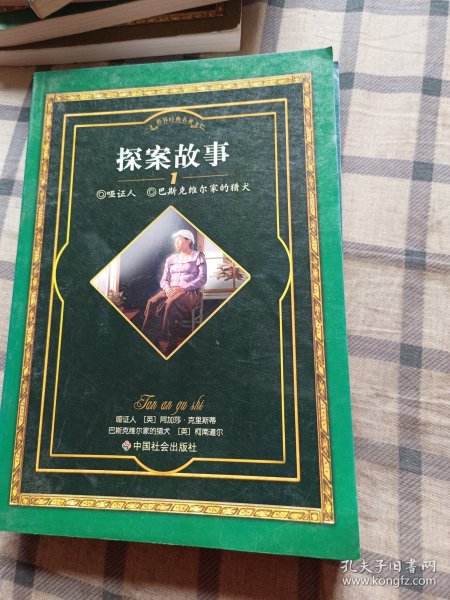 世界经典名著
探案故事
1
◎哑证人 ◎巴斯克维尔家的猎犬
Tan an gu shi
哑证人 [英] 阿加莎·克里斯蒂
巴斯克维尔家的猎犬 [英] 柯南道尔
中国社会出版社
孔夫子旧书网
www.kongfz.com